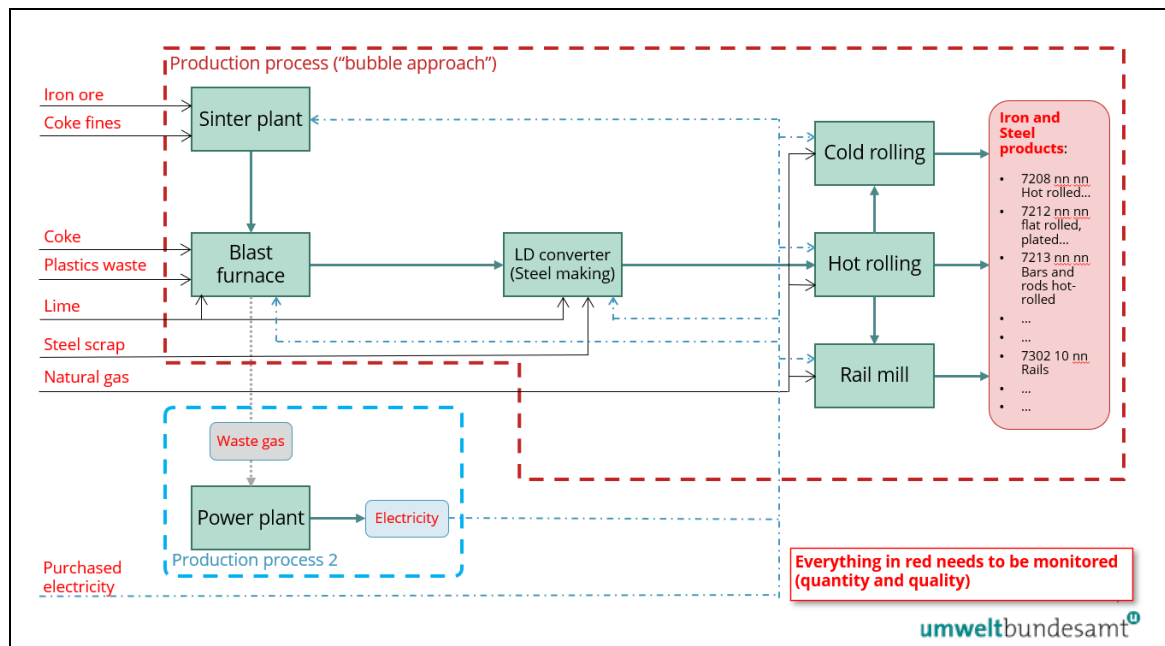 Production process (“bubble approach”)
Iron ore
Coke fines
Sinter plant
Coke
Plastics waste
Lime
Steel scrap
Natural gas
Blast
furnace
LD converter
(Steel making)
Cold rolling
Hot rolling
Rail mill
Iron and
Steel
products:
• 7208 nn nn
Hot rolled...
• 7212 nn nn
flat rolled,
plated...
• 7213 nn nn
Bars and
rods hot-
rolled
• ...
• ...
• 7302 10 nn
Rails
• ...
• ...
Waste gas
Power plant
Electricity
Production process 2
Purchased
electricity
Everything in red needs to be monitored
(quantity and quality)
umweltbundesamt
u